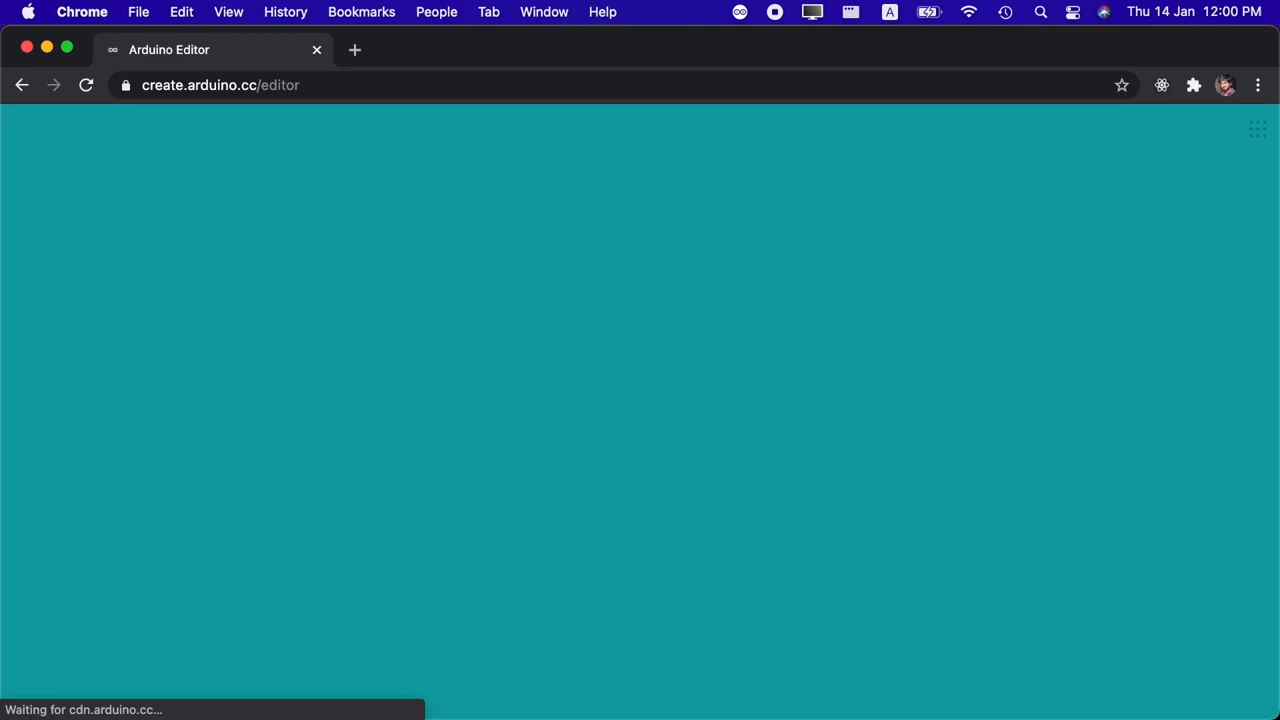 Chrome File Edit View History Bookmarks People Tab Window Help A Thu 14 Jan 12:00 PM
Arduino Editor
create.arduino.cc/editor
Waiting for cdn.arduino.cc...